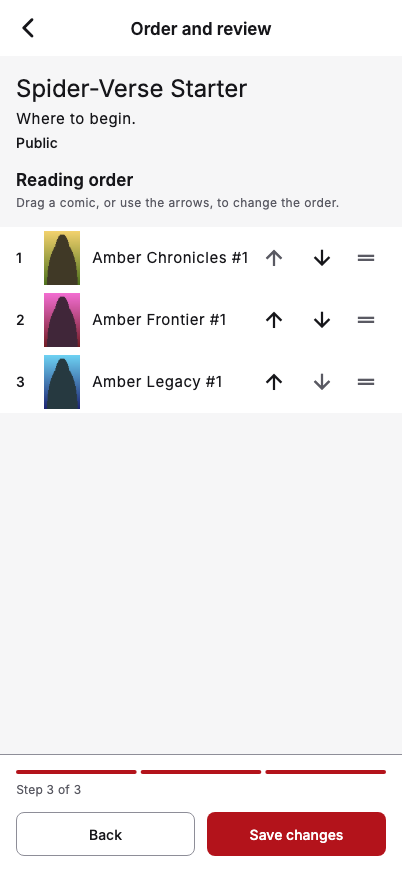 Order and review
Spider-Verse Starter
Where to begin.
Public
Reading order
Drag a comic, or use the arrows, to change the order.
1 Amber Chronicles #1
2 Amber Frontier #1
3 Amber Legacy #1
Step 3 of 3
Back Save changes